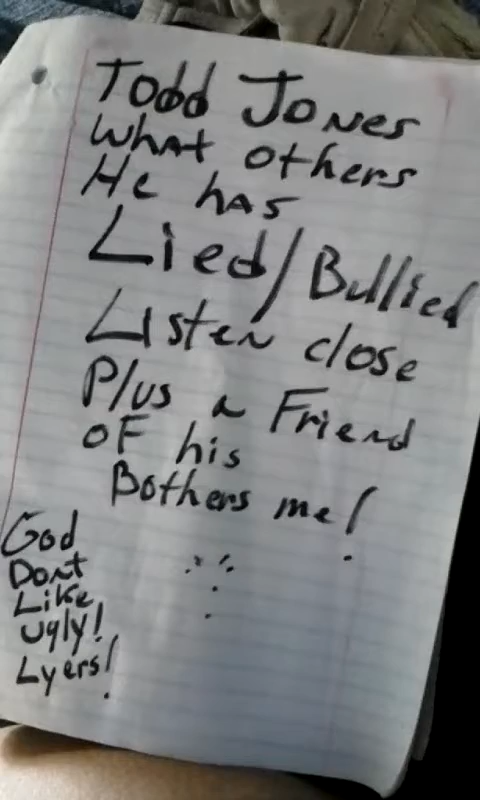 Todd Jones
What others
He has
Lied/Bullied
Listen close
Plus a Friend
OF his
Bothers me!
God
Dont
Like
Ugly!
Lyers!